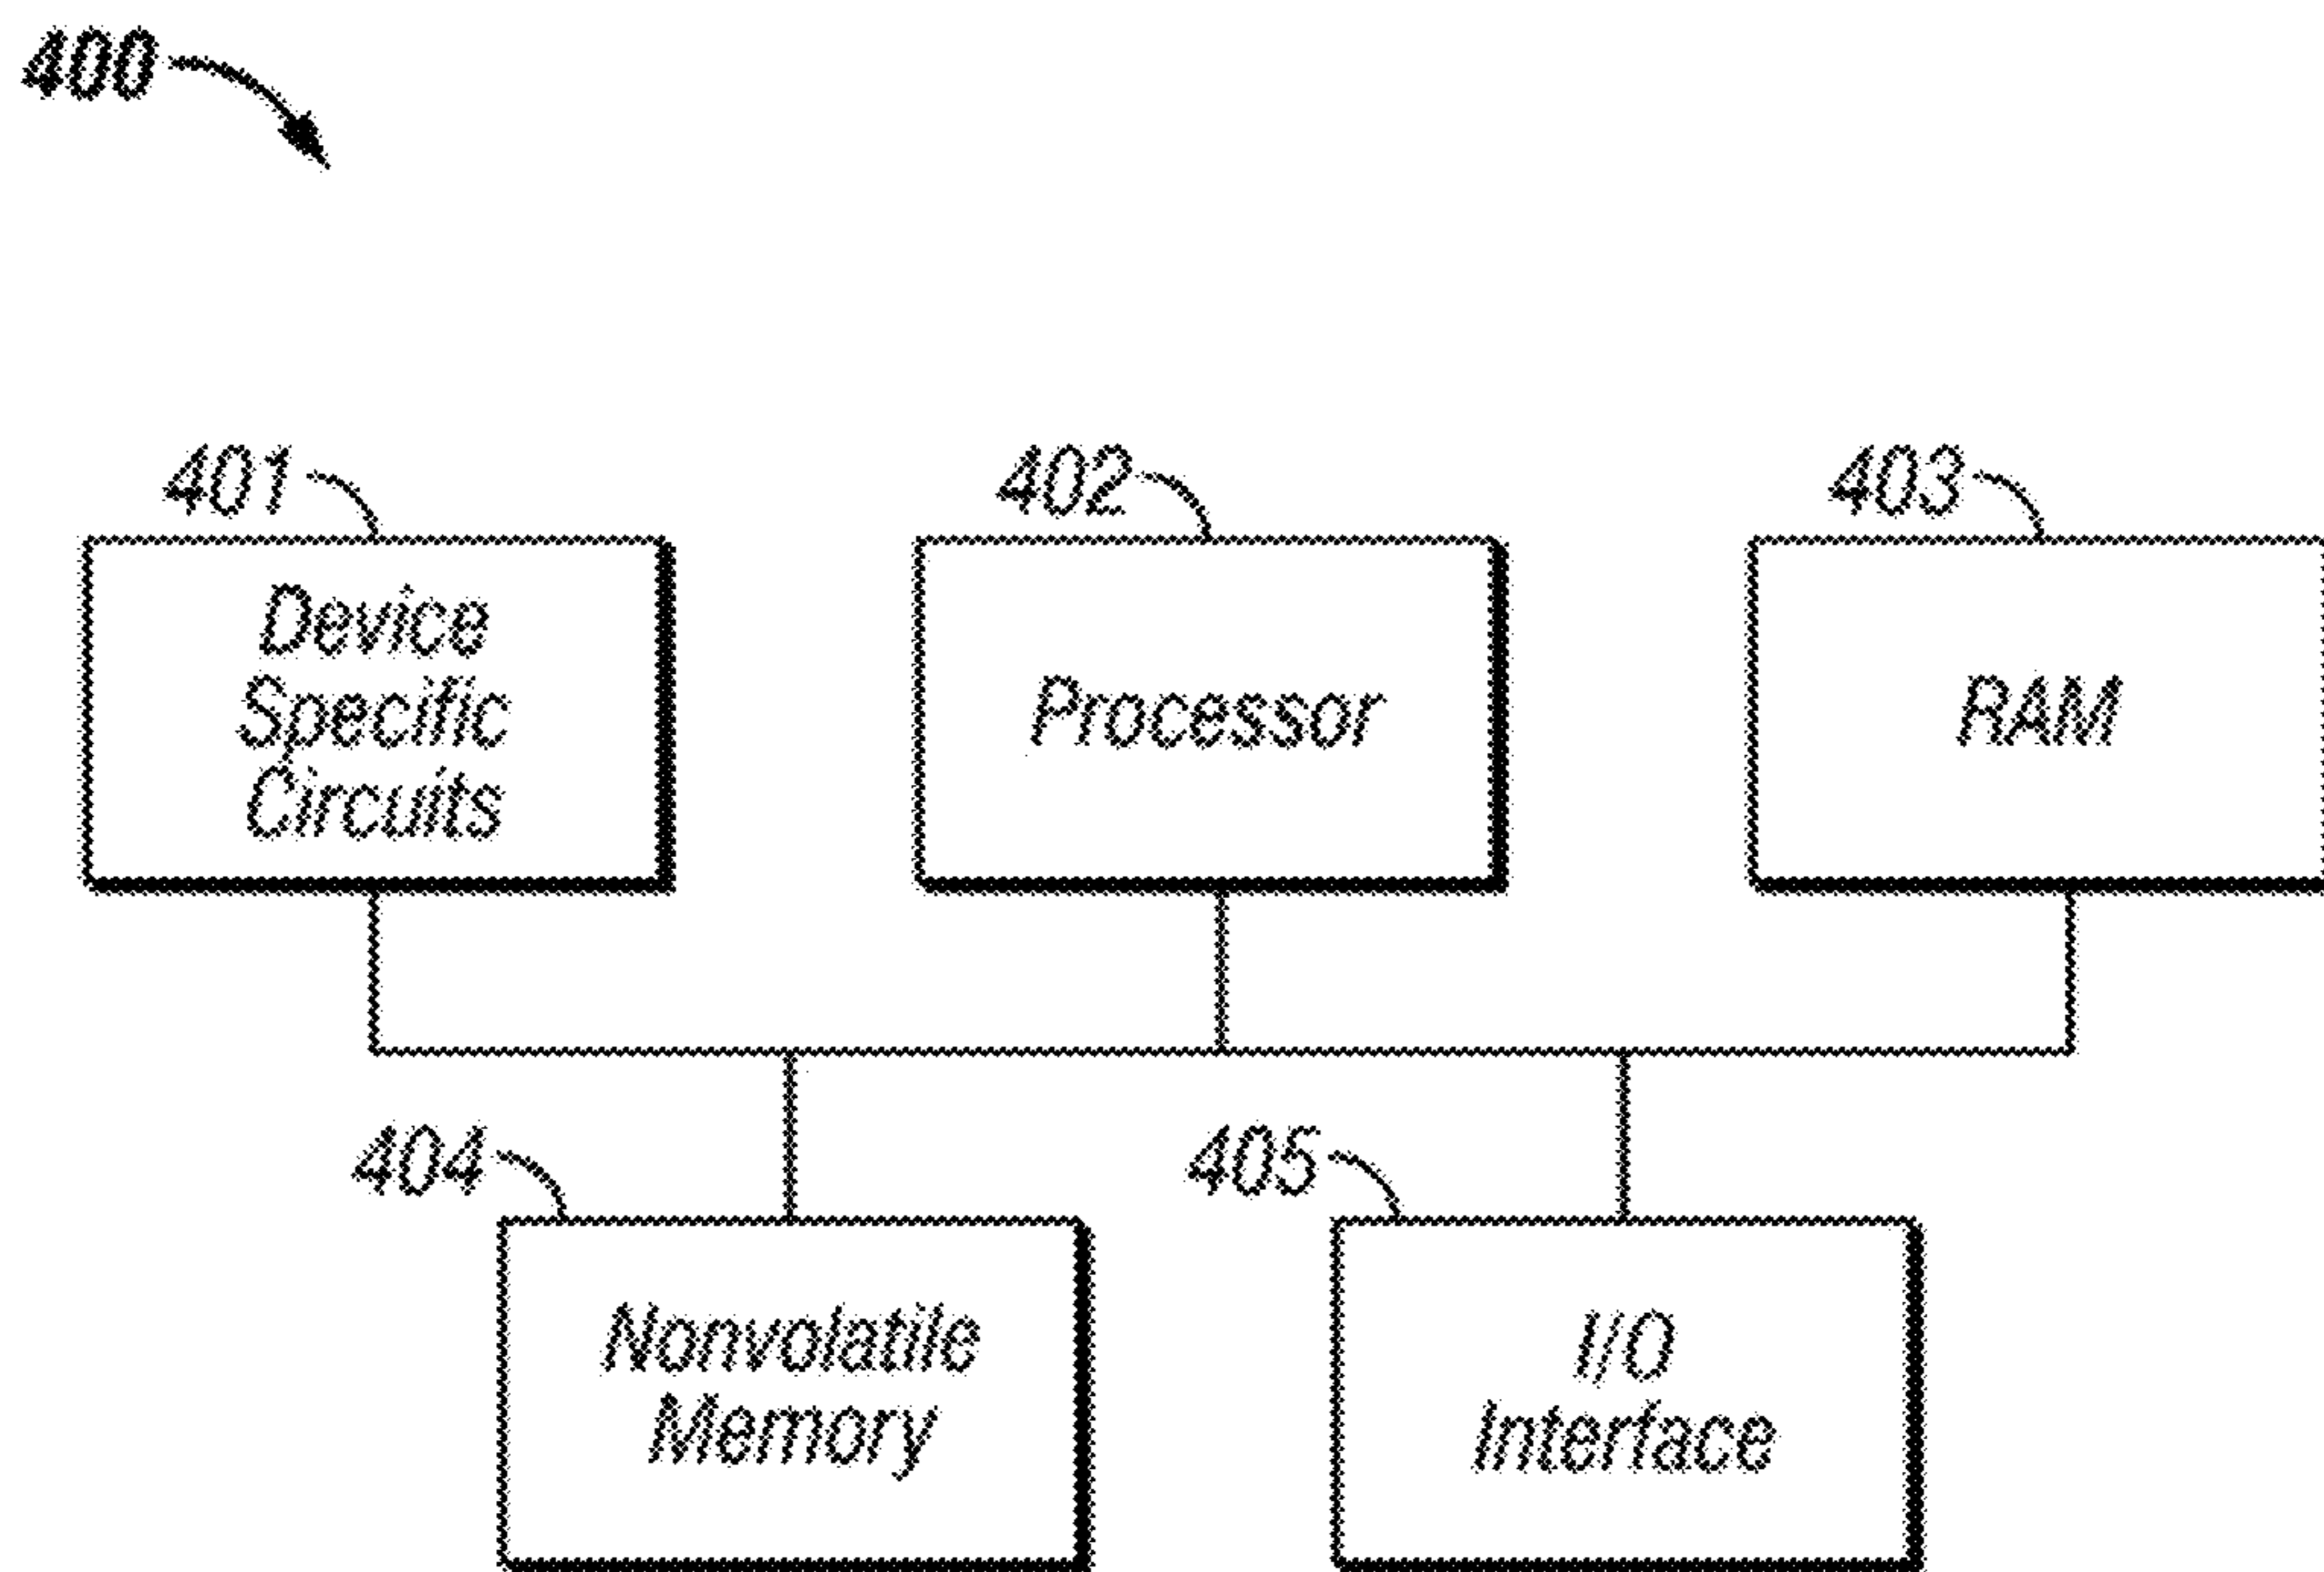 400
401
402
403
Device
Specific
Circuits
Processor
RAM
404
405
Nonvolatile
Memory
I/O
Interface